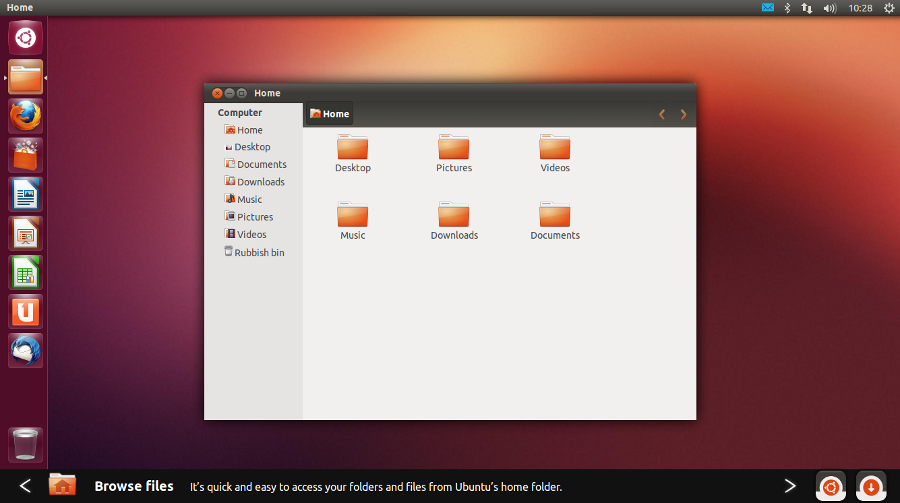 Home
10:28
Home
Computer
Home
Desktop
Documents
Downloads
Music
Pictures
Videos
Rubbish bin
Home
Desktop
Pictures
Videos
Music
Downloads
Documents
Browse files
It's quick and easy to access your folders and files from Ubuntu's home folder.